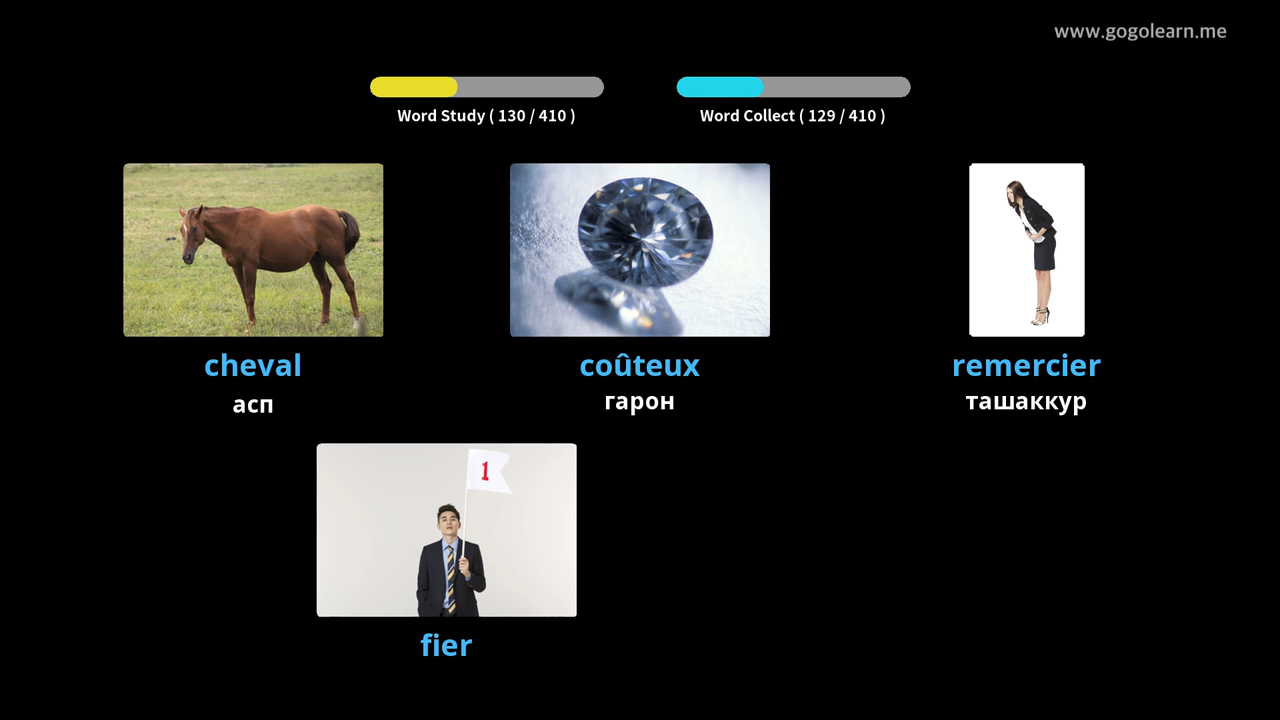 www.gogolearn.me
Word Study ( 130 / 410 )
Word Collect ( 129 / 410 )
cheval
асп
coûteux
гарон
remercier
ташаккур
1
fier